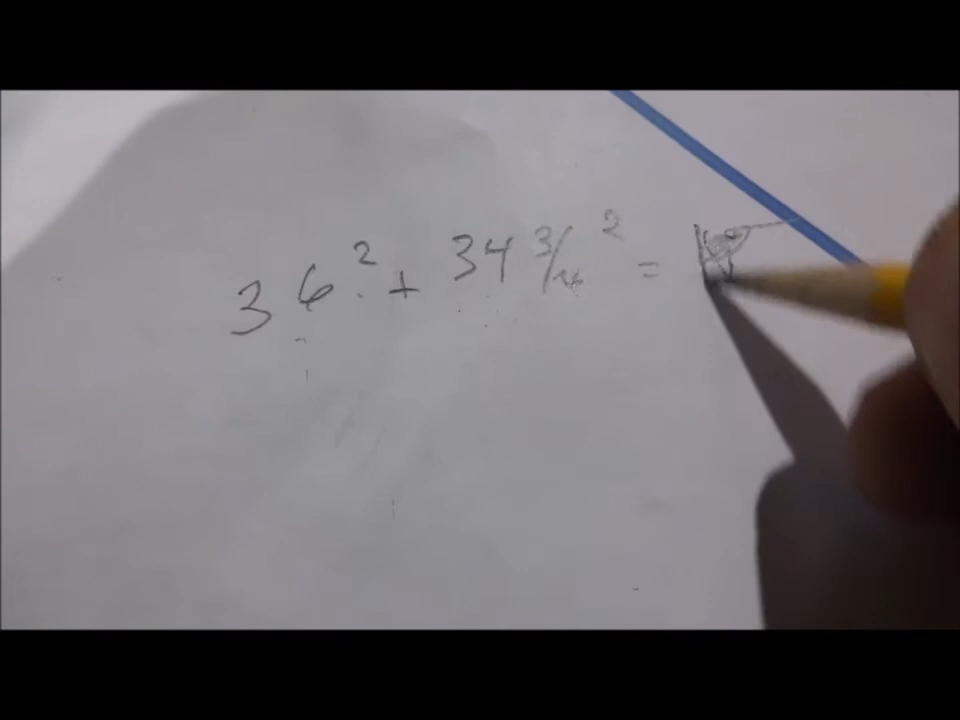 36² + 34 3/4 ² =